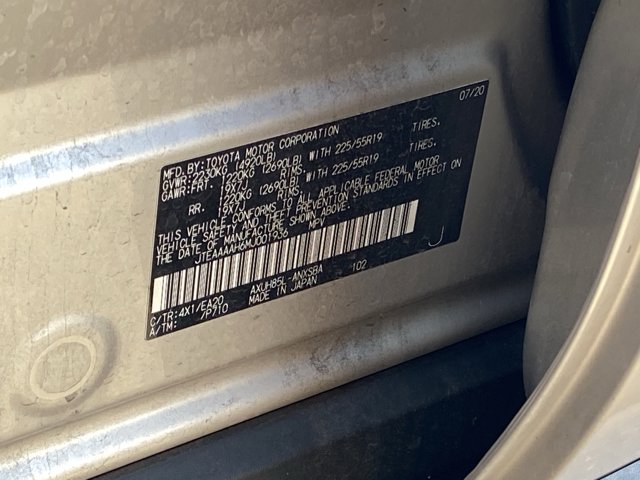 MFD. BY: TOYOTA MOTOR CORPORATION 07/20
GVWR: 2230KG (4920LB)
GAWR: FRT. 1220KG (2690LB) WITH 225/55R19 TIRES.
19X7J RIMS.
RR. 1220KG (2690LB) WITH 225/55R19 TIRES.
19X7J RIMS.
THIS VEHICLE CONFORMS TO ALL APPLICABLE FEDERAL MOTOR
VEHICLE SAFETY AND THEFT PREVENTION STANDARDS IN EFFECT ON
THE DATE OF MANUFACTURE SHOWN ABOVE.
JTEAAAAH6MJ001936 MPV
J
C/TR: 4X1/EA20 AXUH85L-ANXSBA 102
A/TM: -/P710 MADE IN JAPAN